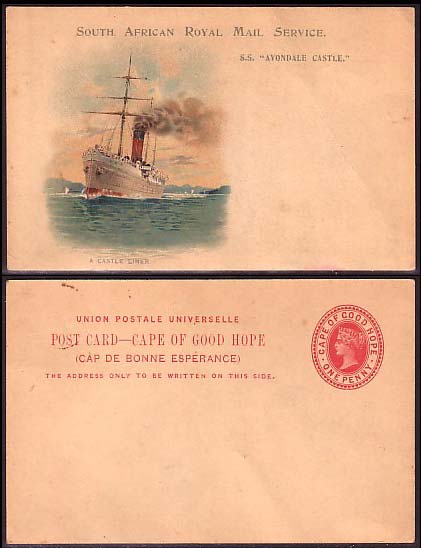 South African Royal Mail Service.
S.S. "AVONDALE CASTLE."
A CASTLE LINER
UNION POSTALE UNIVERSELLE
POST CARD—CAPE OF GOOD HOPE
(CAP DE BONNE ESPÉRANCE)
THE ADDRESS ONLY TO BE WRITTEN ON THIS SIDE.
CAPE OF GOOD HOPE
ONE PENNY